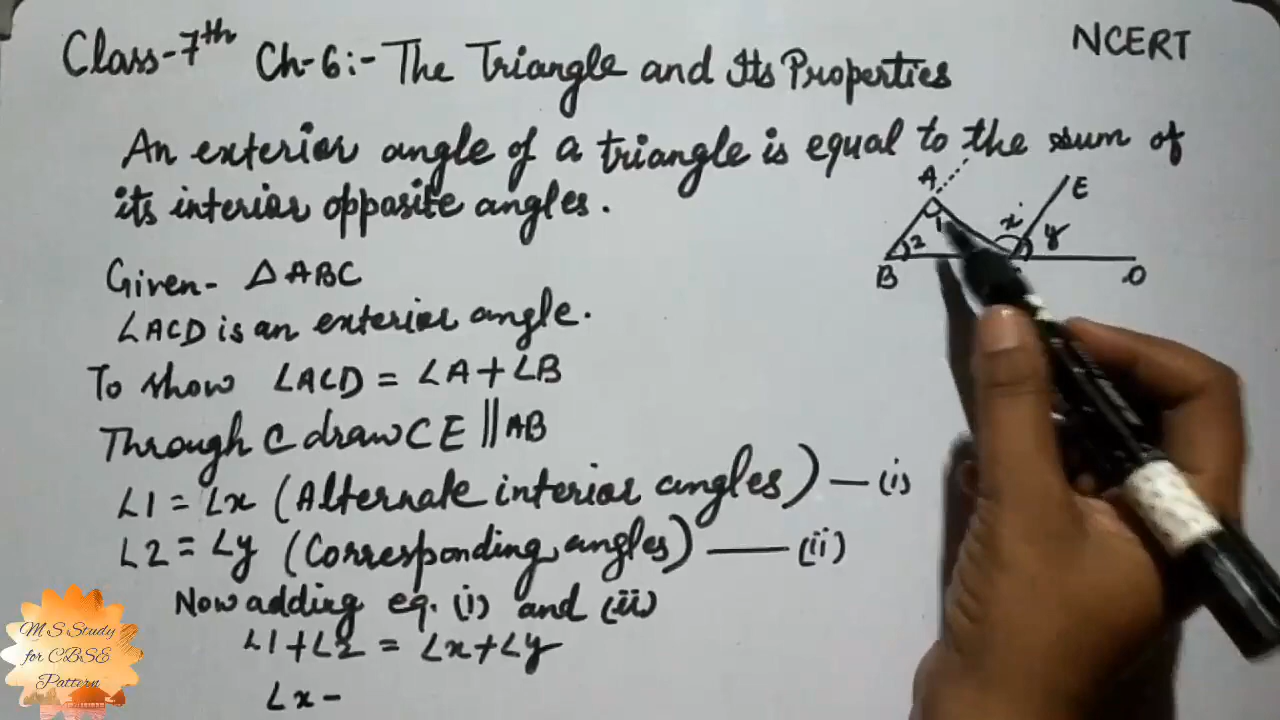 Class-7th Ch-6:- The Triangle and Its Properties
NCERT
An exterior angle of a triangle is equal to the sum of
its interior opposite angles.
A
E
1
x
2
y
B
D
Given- △ABC
∠ACD is an exterior angle.
To show ∠ACD = ∠A+∠B
Through C draw CE ∥ AB
∠1 = ∠x (Alternate interior angles) — (i)
∠2 = ∠y (Corresponding angles) — (ii)
Now adding eq. (i) and (ii)
∠1+∠2 = ∠x+∠y
∠x -
M S Study
for CBSE
Pattern